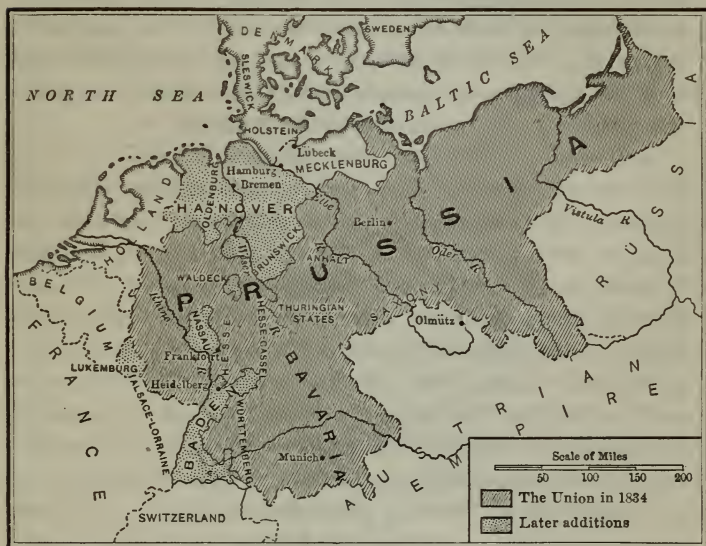 DENMARK
SWEDEN
SLESWICK
NORTH SEA
BALTIC SEA
HOLSTEIN
Lübeck
MECKLENBURG
Hamburg
Bremen
HOLLAND
OLDENBURG
HANOVER
Elbe
Berlin
PRUSSIA
Vistula R
RUSSIA
BRUNSWICK
Weser
R
ANHALT
Oder R
BELGIUM
WALDECK
Rhine
R
THURINGIAN
STATES
SAXONY
Olmütz
NASSAU
HESSE
HESSE-CASSEL
FRANCE
LUXEMBURG
Frankfort
Heidelberg
BAVARIA
AUSTRIAN
EMPIRE
ALSACE-LORRAINE
BADEN
WÜRTTEMBERG
Munich
SWITZERLAND
Scale of Miles
50 100 150 200
The Union in 1834
Later additions